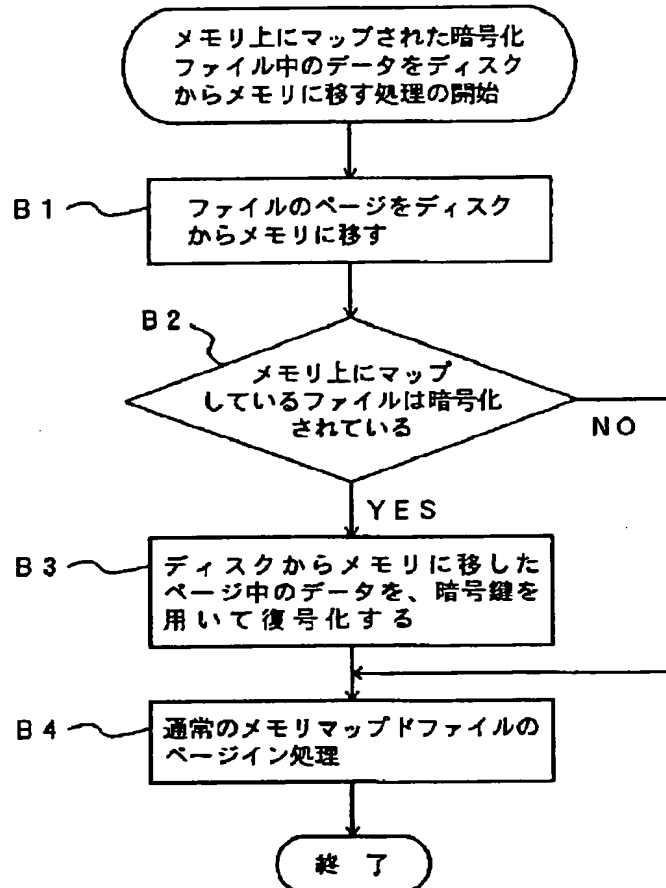 メモリ上にマップされた暗号化
ファイル中のデータをディスク
からメモリに移す処理の開始
B1
ファイルのページをディスク
からメモリに移す
B2
メモリ上にマップ
しているファイルは暗号化
されている
NO
YES
B3
ディスクからメモリに移した
ページ中のデータを、暗号鍵を
用いて復号化する
B4
通常のメモリマップドファイルの
ページイン処理
終了